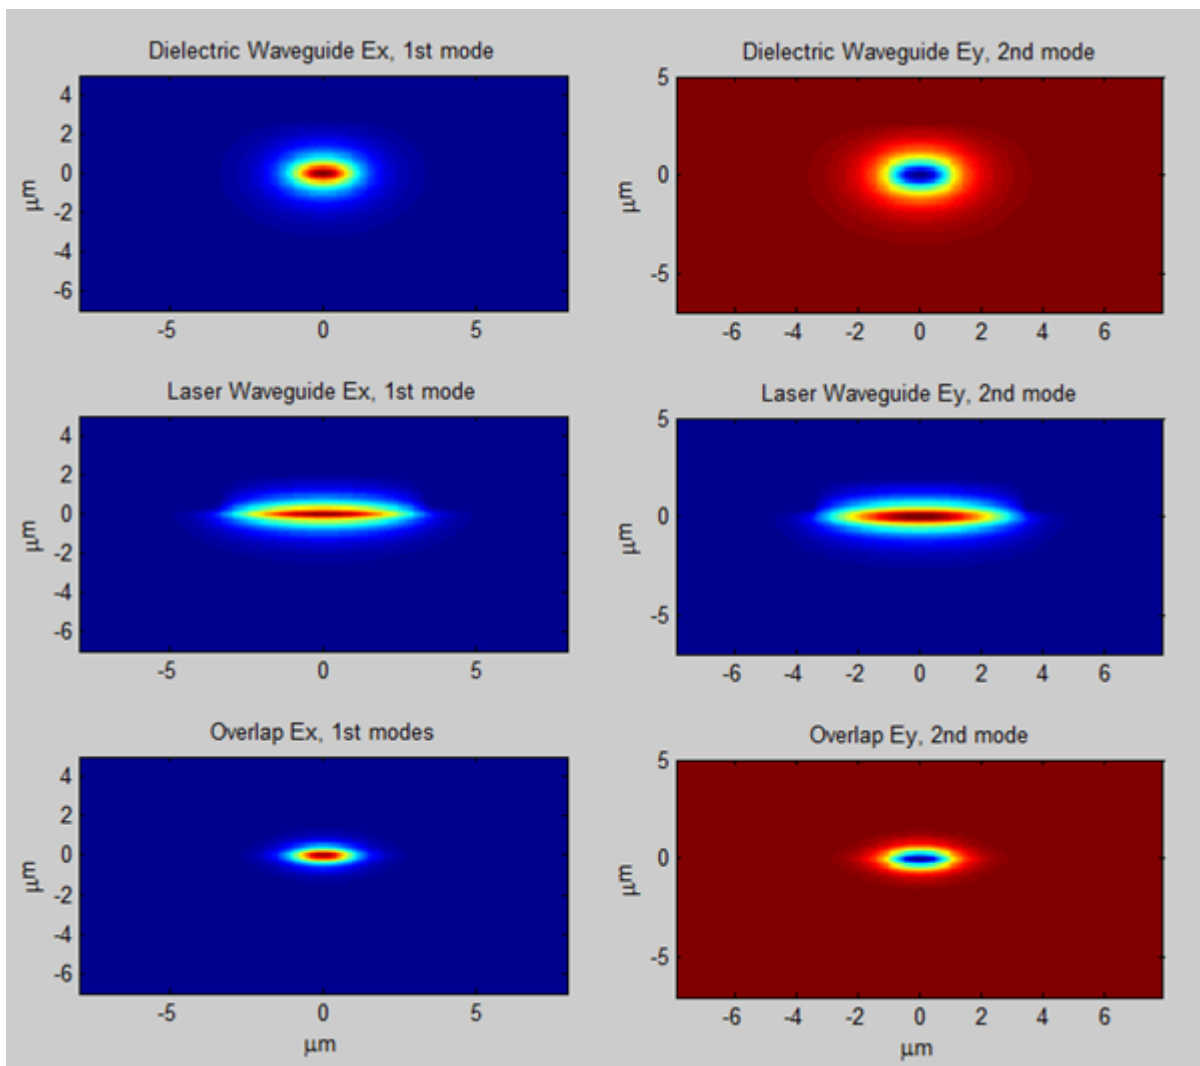 Dielectric Waveguide Ex, 1st mode
4
2
0
-2
-4
-6
μm
-5 0 5
Dielectric Waveguide Ey, 2nd mode
5
0
-5
μm
-6 -4 -2 0 2 4 6
Laser Waveguide Ex, 1st mode
4
2
0
-2
-4
-6
μm
-5 0 5
Laser Waveguide Ey, 2nd mode
5
0
-5
μm
-6 -4 -2 0 2 4 6
Overlap Ex, 1st modes
4
2
0
-2
-4
-6
μm
-5 0 5
μm
Overlap Ey, 2nd mode
5
0
-5
μm
-6 -4 -2 0 2 4 6
μm